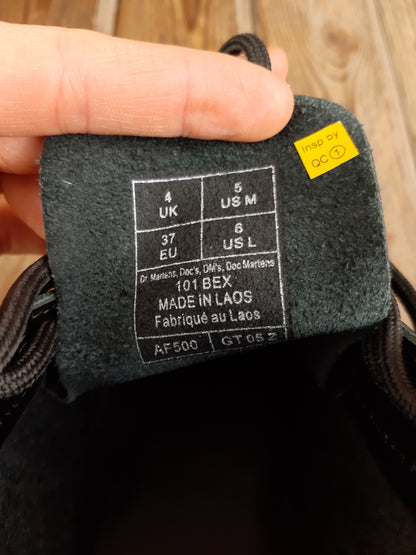 Insp by
QC 1
4
UK
5
US M
37
EU
6
US L
Dr. Martens, Doc's, DM's, Doc Martens
101 BEX
MADE IN LAOS
Fabriqué au Laos
AF500
GT 05 2